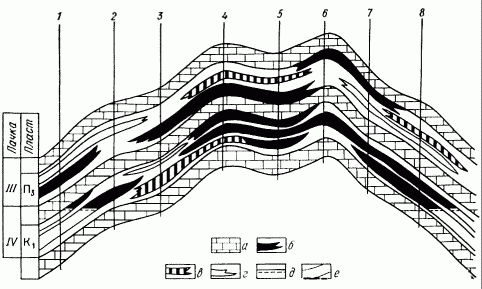 1 2 3 4 5 6 7 8
Пачка Пласт
III П₃
IV К₁
а б
в г д е